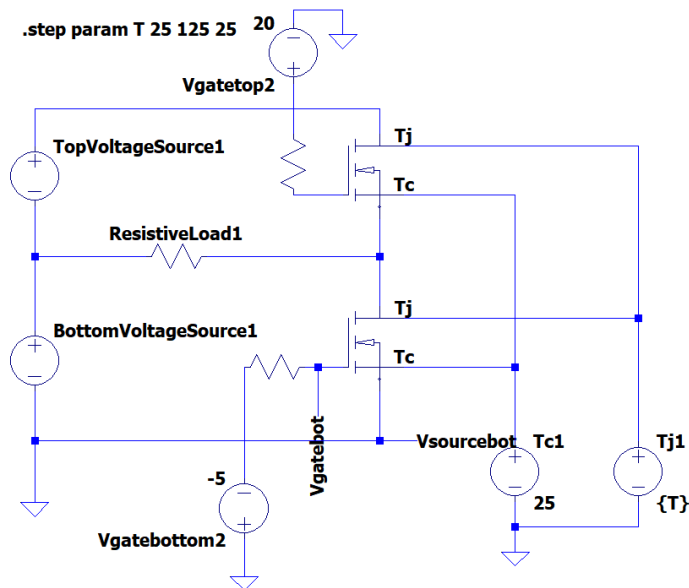 .step param T 25 125 25
20
Vgatetop2
TopVoltageSource1
Tj
Tc
ResistiveLoad1
BottomVoltageSource1
Tj
Tc
Vgatebot
Vsourcebot
Tc1
Tj1
-5
25
{T}
Vgatebottom2